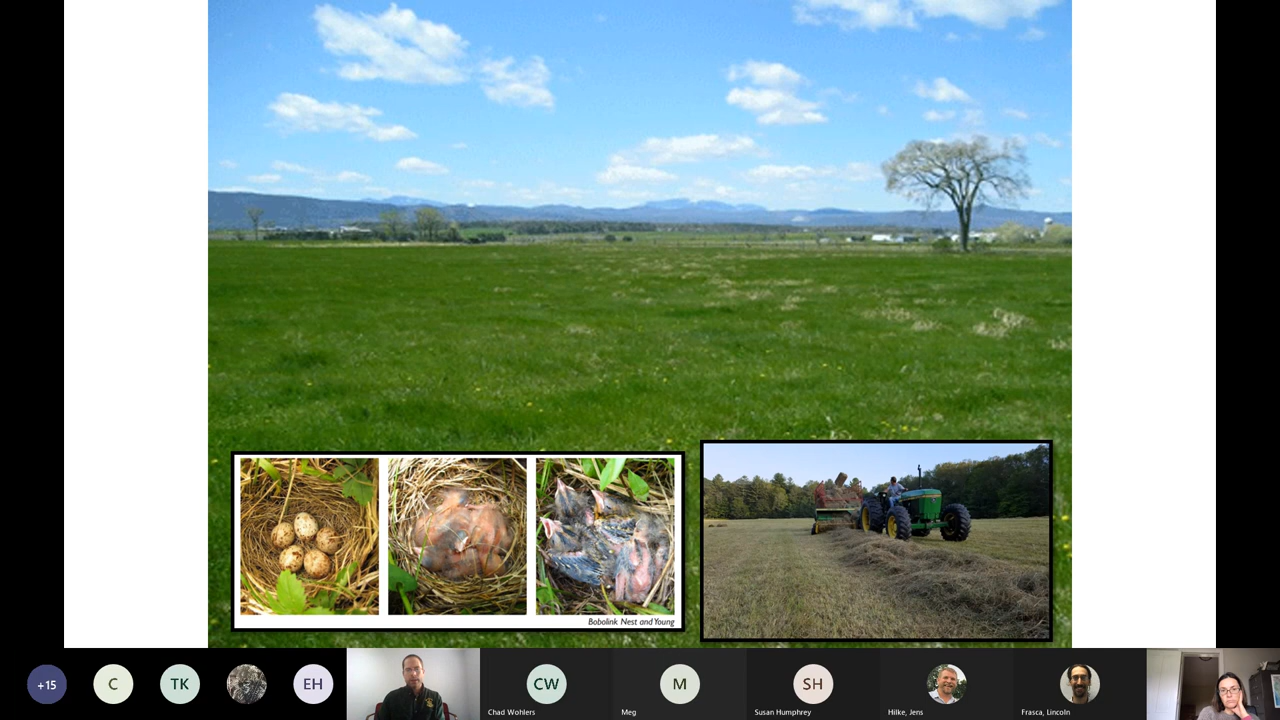 Bobolink Nest and Young
+15
C
TK
EH
CW
Chad Wohlers
M
Meg
SH
Susan Humphrey
Hilke, Jens
Frasca, Lincoln